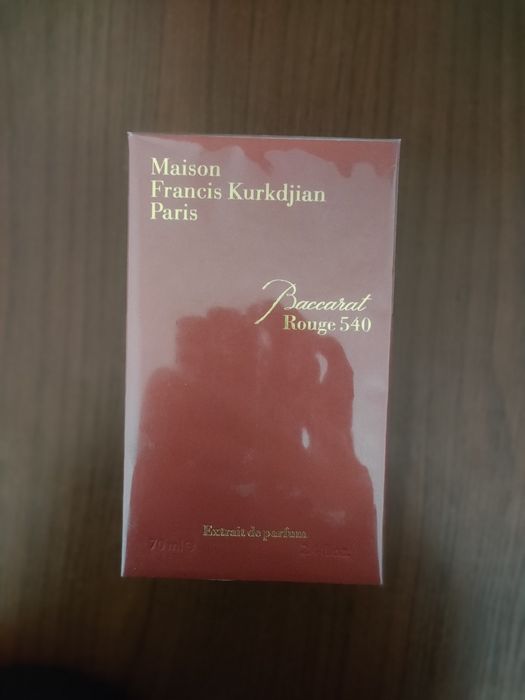 Maison
Francis Kurkdjian
Paris
Baccarat
Rouge 540
Extrait de parfum
70 ml ℮